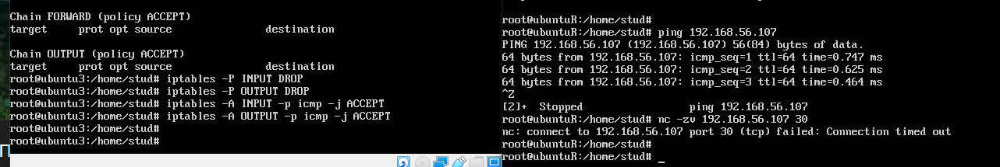 Chain FORWARD (policy ACCEPT)
target     prot opt source               destination

Chain OUTPUT (policy ACCEPT)
target     prot opt source               destination
root@ubuntu3:/home/stud# iptables -P INPUT DROP
root@ubuntu3:/home/stud# iptables -P OUTPUT DROP
root@ubuntu3:/home/stud# iptables -A INPUT -p icmp -j ACCEPT
root@ubuntu3:/home/stud# iptables -A OUTPUT -p icmp -j ACCEPT
root@ubuntu3:/home/stud#
root@ubuntu3:/home/stud#
root@ubuntuR:/home/stud#
root@ubuntuR:/home/stud# ping 192.168.56.107
PING 192.168.56.107 (192.168.56.107) 56(84) bytes of data.
64 bytes from 192.168.56.107: icmp_seq=1 ttl=64 time=0.747 ms
64 bytes from 192.168.56.107: icmp_seq=2 ttl=64 time=0.625 ms
64 bytes from 192.168.56.107: icmp_seq=3 ttl=64 time=0.464 ms
^Z
[2]+  Stopped                 ping 192.168.56.107
root@ubuntuR:/home/stud# nc -zv 192.168.56.107 30
nc: connect to 192.168.56.107 port 30 (tcp) failed: Connection timed out
root@ubuntuR:/home/stud#
root@ubuntuR:/home/stud# _